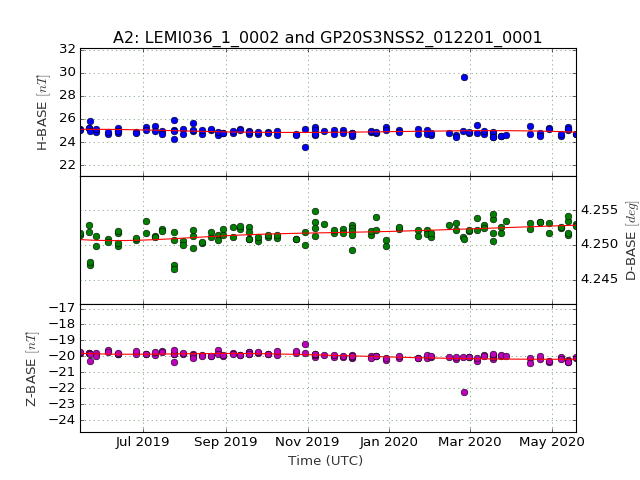 A2: LEMI036_1_0002 and GP20S3NSS2_012201_0001
32
30
28
26
24
22
H-BASE [nT]
4.255
4.250
4.245
D-BASE [deg]
−17
−18
−19
−20
−21
−22
−23
−24
Z-BASE [nT]
Jul 2019 Sep 2019 Nov 2019 Jan 2020 Mar 2020 May 2020
Time (UTC)